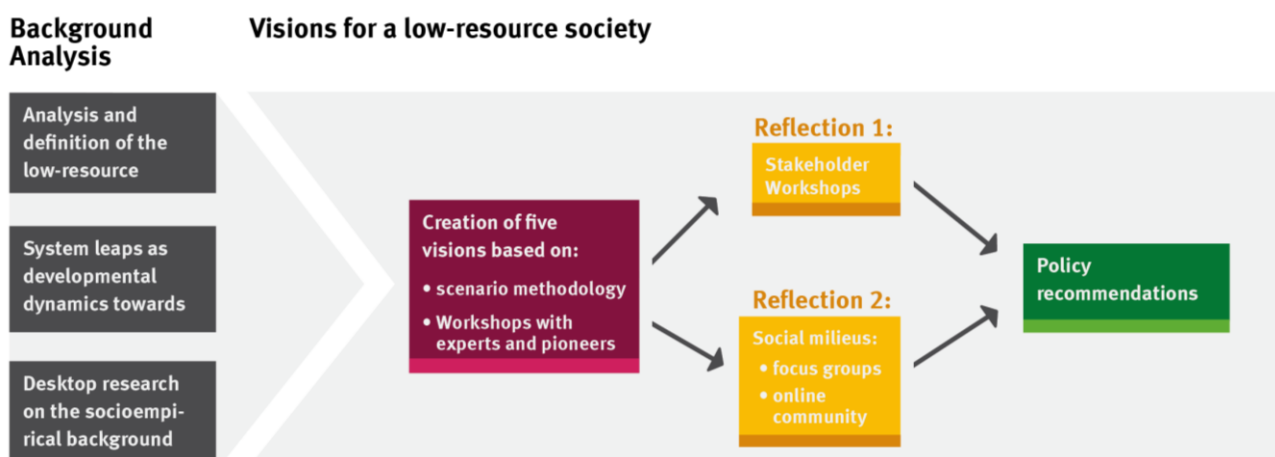 Background
Analysis
Visions for a low-resource society
Analysis and
definition of the
low-resource
System leaps as
developmental
dynamics towards
Desktop research
on the socioempi-
rical background
Creation of five
visions based on:
• scenario methodology
• Workshops with
experts and pioneers
Reflection 1:
Stakeholder
Workshops
Reflection 2:
Social milieus:
• focus groups
• online
community
Policy
recommendations